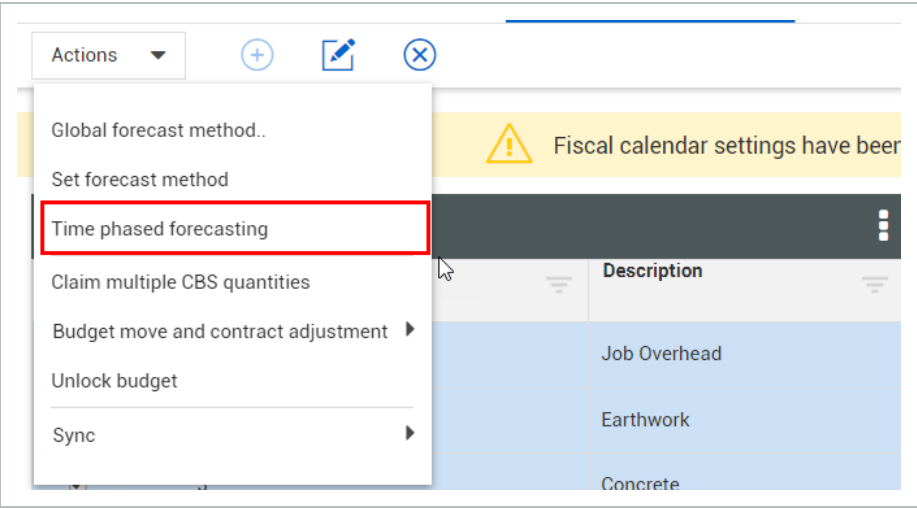 Actions
Global forecast method..
Fiscal calendar settings have been
Set forecast method
Time phased forecasting
Claim multiple CBS quantities
Description
Budget move and contract adjustment
Job Overhead
Unlock budget
Earthwork
Sync
Concrete